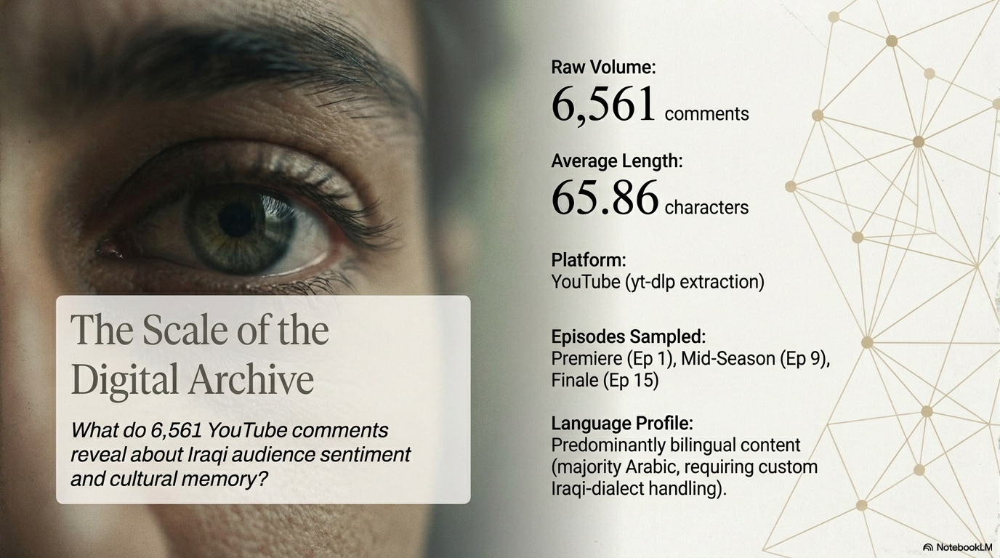 The Scale of the
Digital Archive
What do 6,561 YouTube comments
reveal about Iraqi audience sentiment
and cultural memory?
Raw Volume:
6,561 comments
Average Length:
65.86 characters
Platform:
YouTube (yt-dlp extraction)
Episodes Sampled:
Premiere (Ep 1), Mid-Season (Ep 9),
Finale (Ep 15)
Language Profile:
Predominantly bilingual content
(majority Arabic, requiring custom
Iraqi-dialect handling).
NotebookLM